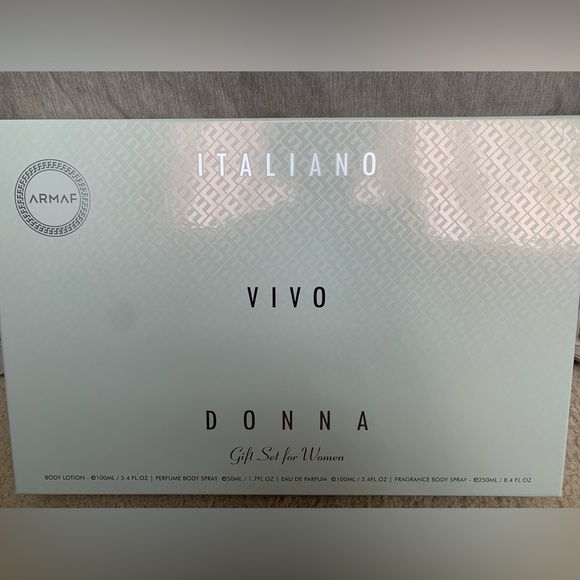 ITALIANO
ARMAF
VIVO
DONNA
Gift Set for Women
BODY LOTION - ℮100ML / 3.4 FL.OZ | PERFUME BODY SPRAY ℮50ML / 1.7FL OZ | EAU DE PARFUM ℮100ML / 3.4FL OZ | FRAGRANCE BODY SPRAY - ℮250ML / 8.4 FL OZ